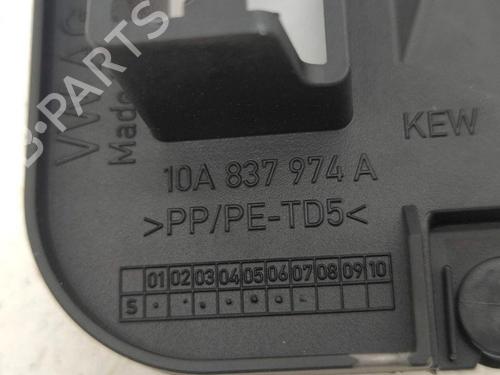 VWAG
Made
B-PARTS
KEW
10A 837 974 A
>PP/PE-TD5<
01 02 03 04 05 06 07 08 09 10
S